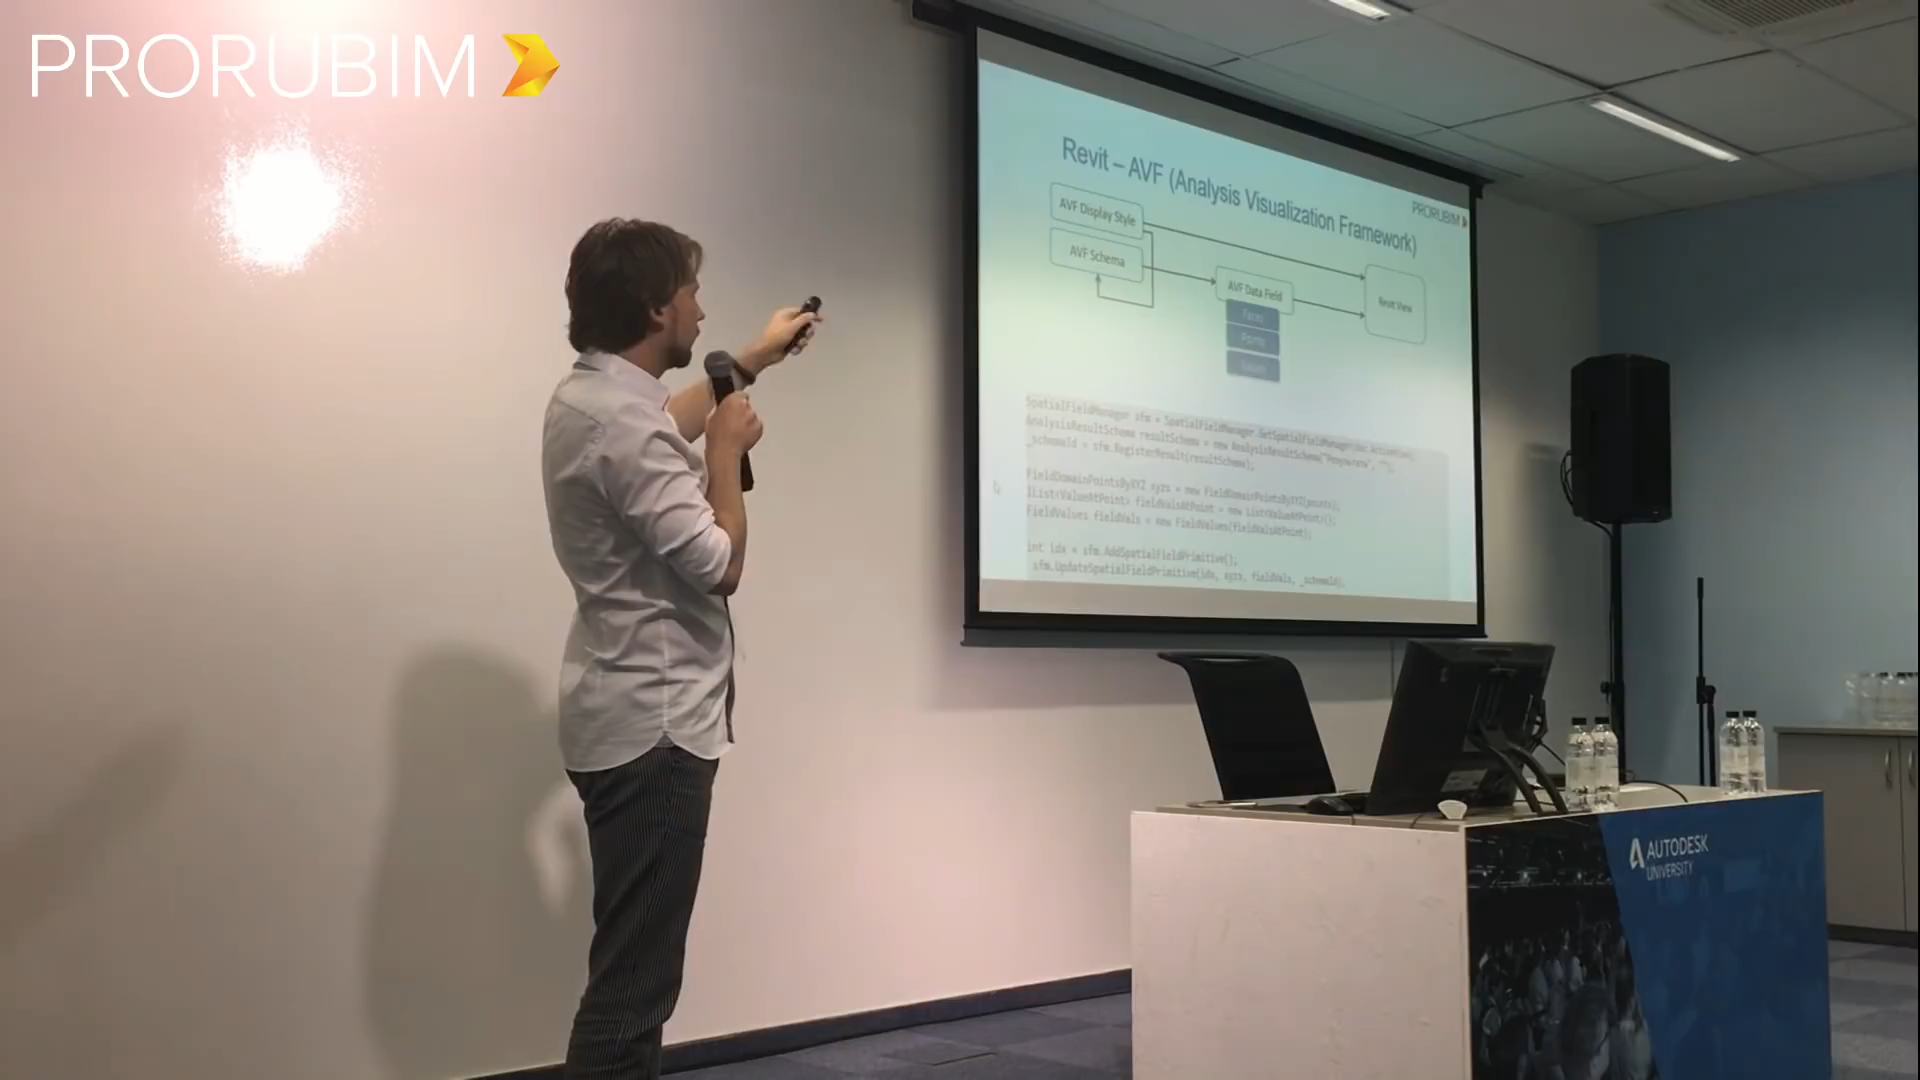 PRORUBIM
Revit – AVF (Analysis Visualization Framework)
PRORUBIM
AVF Display Style
AVF Schema
AVF Data Field
Revit View
Faces
Points
Values
SpatialFieldManager sfm = SpatialFieldManager.GetSpatialFieldManager(doc.ActiveView);
AnalysisResultSchema resultSchema = new AnalysisResultSchema(
_schemaId = sfm.RegisterResult(resultSchema);
FieldDomainPointsByXYZ xyzs = new FieldDomainPointsByXYZ(points);
IList<ValueAtPoint> fieldValsAtPoint = new List<ValueAtPoint>();
FieldValues fieldVals = new FieldValues(fieldValsAtPoint);
int idx = sfm.AddSpatialFieldPrimitive();
sfm.UpdateSpatialFieldPrimitive(idx, xyzs, fieldVals, _schemaId);
AUTODESK
UNIVERSITY